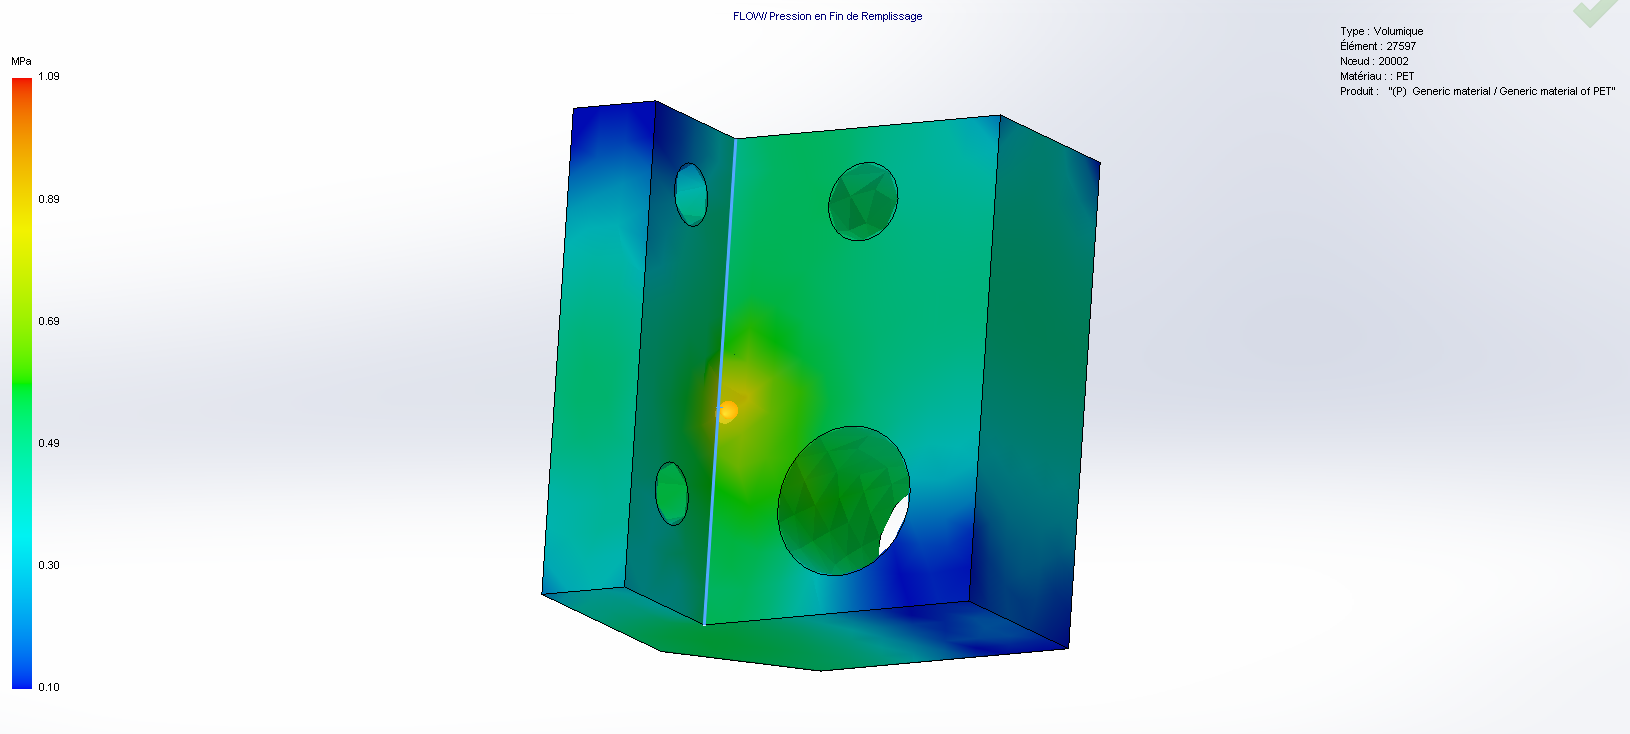 FLOW/ Pression en Fin de Remplissage
Type : Volumique
Élément : 27597
Nœud : 20002
Matériau : : PET
Produit : "(P) Generic material / Generic material of PET"
MPa
1.09
0.89
0.69
0.49
0.30
0.10